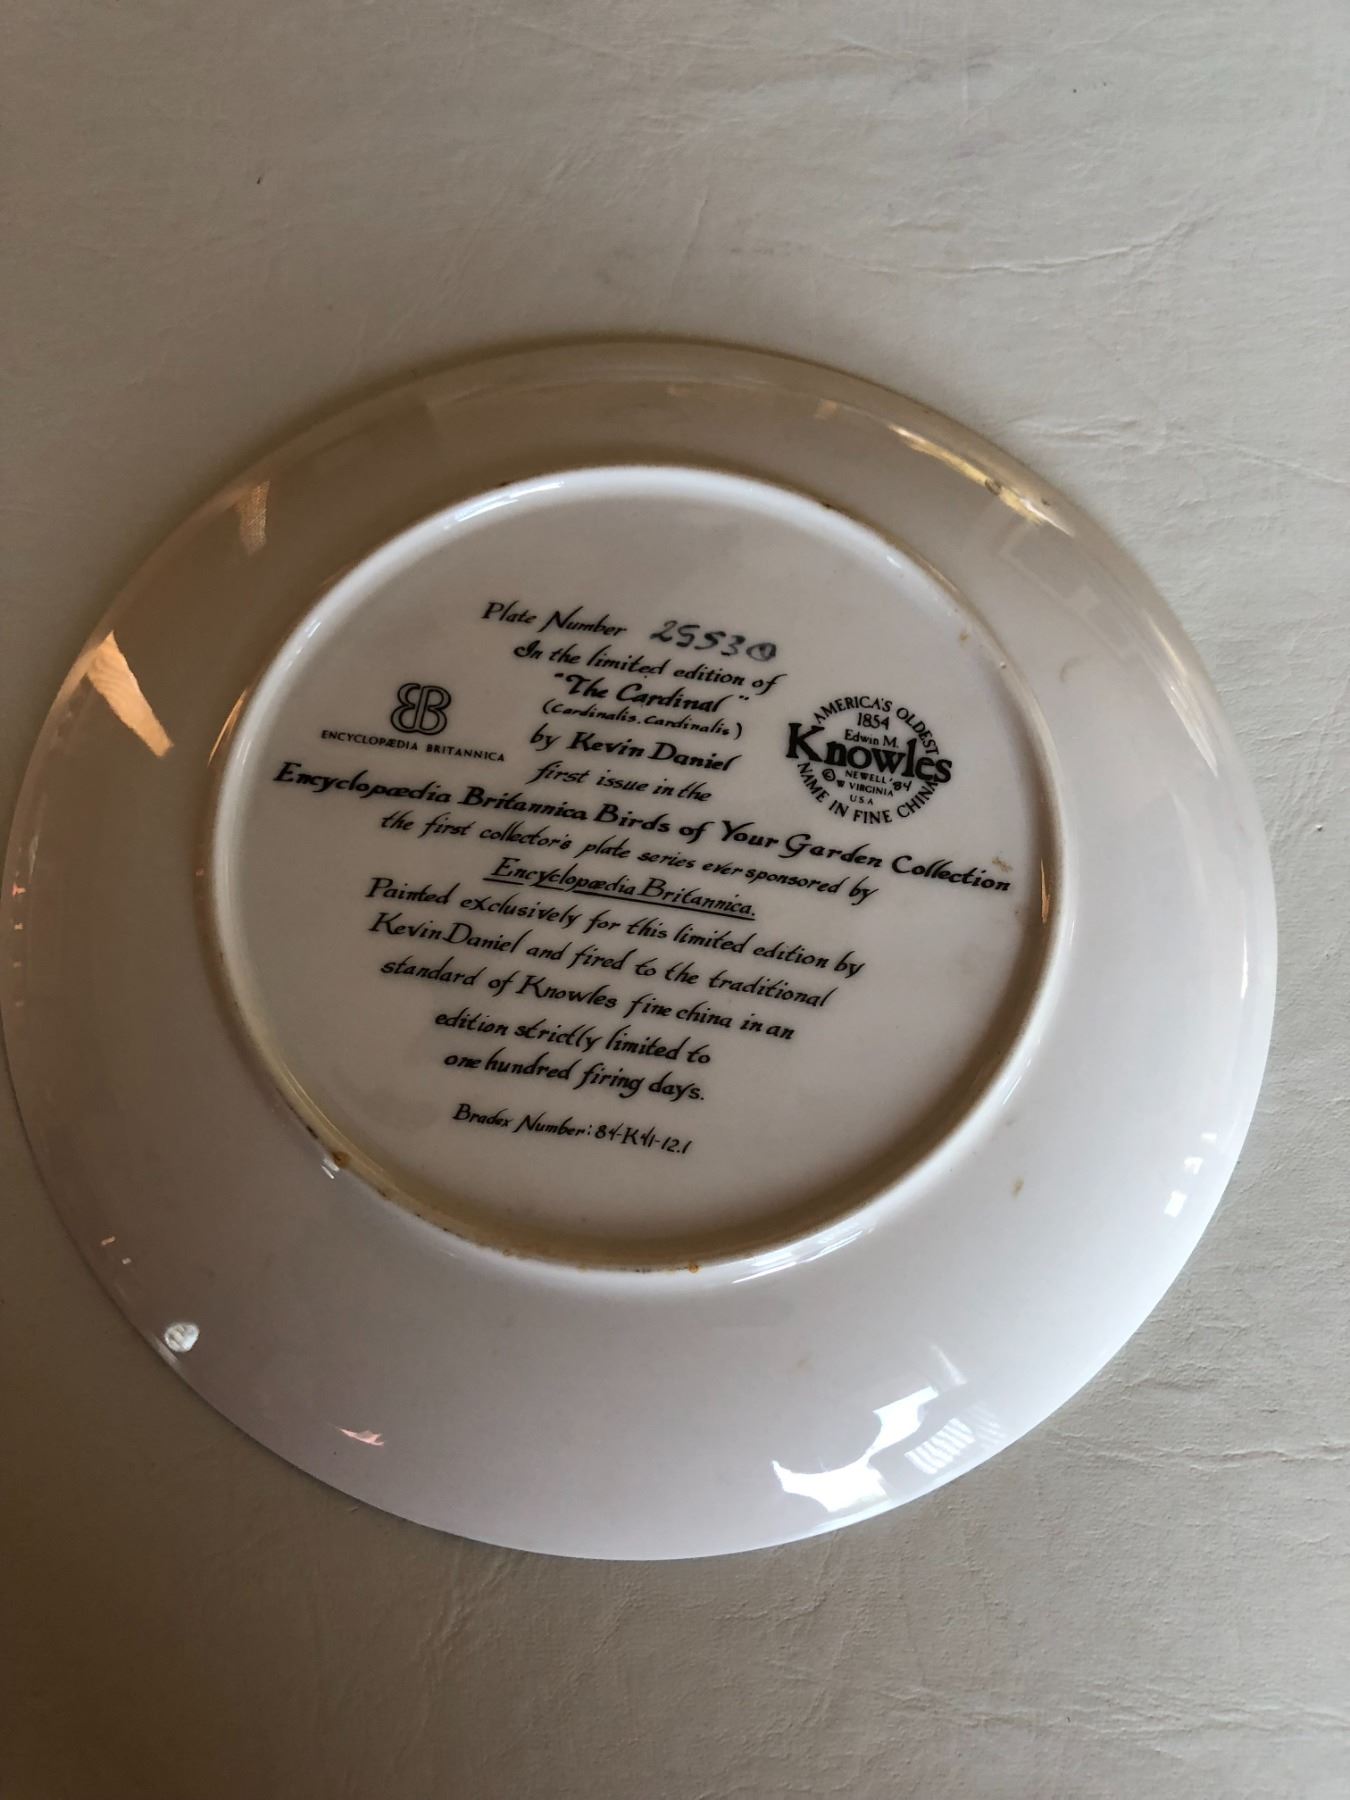 Plate Number 25530
In the limited edition of
"The Cardinal"
(Cardinalis. Cardinalis)
by Kevin Daniel
first issue in the
Encyclopædia Britannica Birds of Your Garden Collection
the first collector's plate series ever sponsored by
Encyclopædia Britannica.
Painted exclusively for this limited edition by
Kevin Daniel and fired to the traditional
standard of Knowles fine china in an
edition strictly limited to
one hundred firing days.
Bradex Number: 84-K41-12.1
ENCYCLOPÆDIA BRITANNICA
AMERICA'S OLDEST
1854
Edwin M.
Knowles
© NEWELL '84
W VIRGINIA
USA
NAME IN FINE CHINA